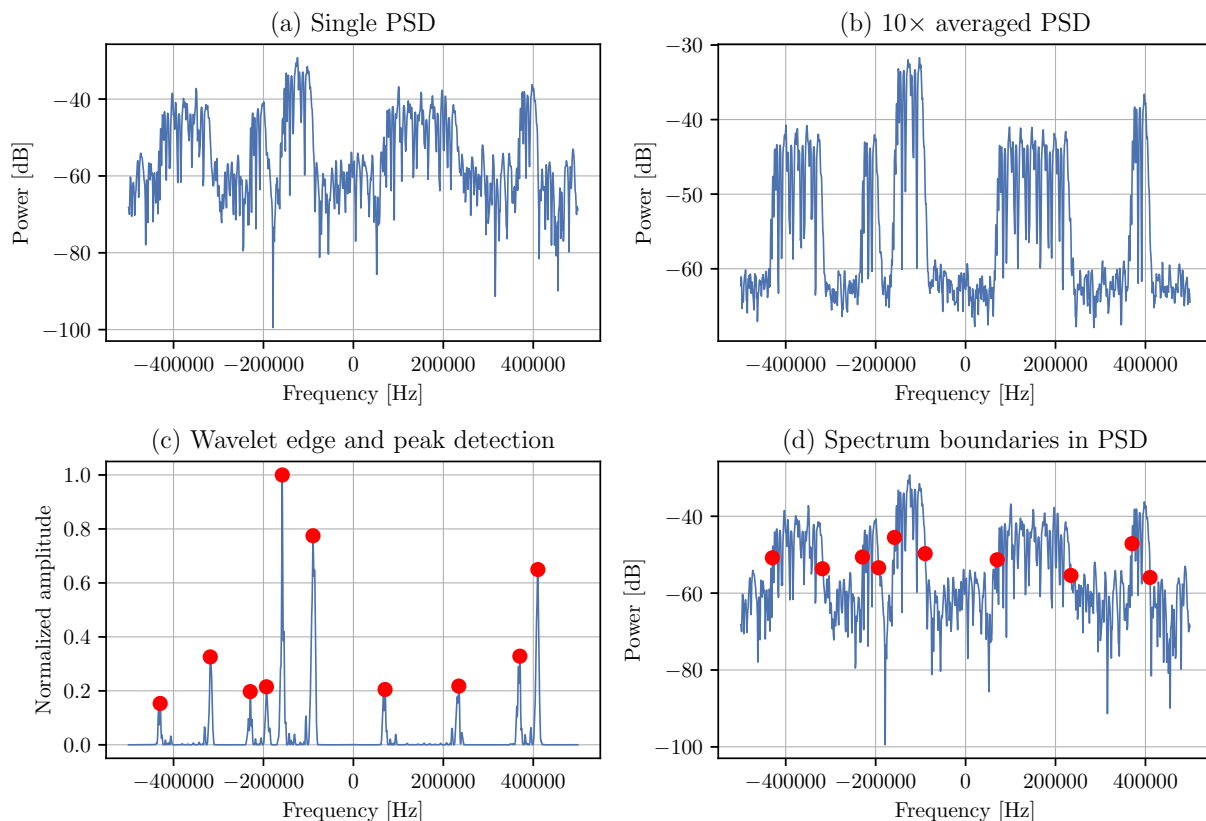 (a) Single PSD
Power [dB]
−40
−60
−80
−100
−400000 −200000 0 200000 400000
Frequency [Hz]
(b) 10× averaged PSD
Power [dB]
−30
−40
−50
−60
−400000 −200000 0 200000 400000
Frequency [Hz]
(c) Wavelet edge and peak detection
Normalized amplitude
1.0
0.8
0.6
0.4
0.2
0.0
−400000 −200000 0 200000 400000
Frequency [Hz]
(d) Spectrum boundaries in PSD
Power [dB]
−40
−60
−80
−100
−400000 −200000 0 200000 400000
Frequency [Hz]